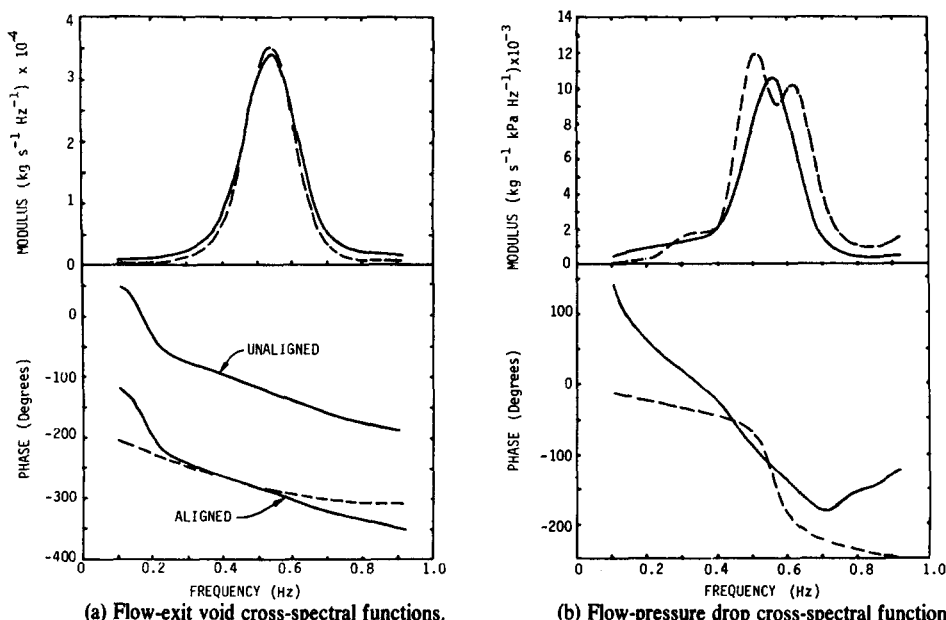 4
3
2
1
0
MODULUS (kg s⁻¹ Hz⁻¹) x 10⁻⁴
0
-100
-200
-300
-400
PHASE (Degrees)
UNALIGNED
ALIGNED
0 0.2 0.4 0.6 0.8 1.0
FREQUENCY (Hz)
(a) Flow-exit void cross-spectral functions.
14
12
10
8
6
4
2
0
MODULUS (kg s⁻¹ kPa Hz⁻¹)x10⁻³
100
0
-100
-200
PHASE (Degrees)
0 0.2 0.4 0.6 0.8 1.0
FREQUENCY (Hz)
(b) Flow-pressure drop cross-spectral function